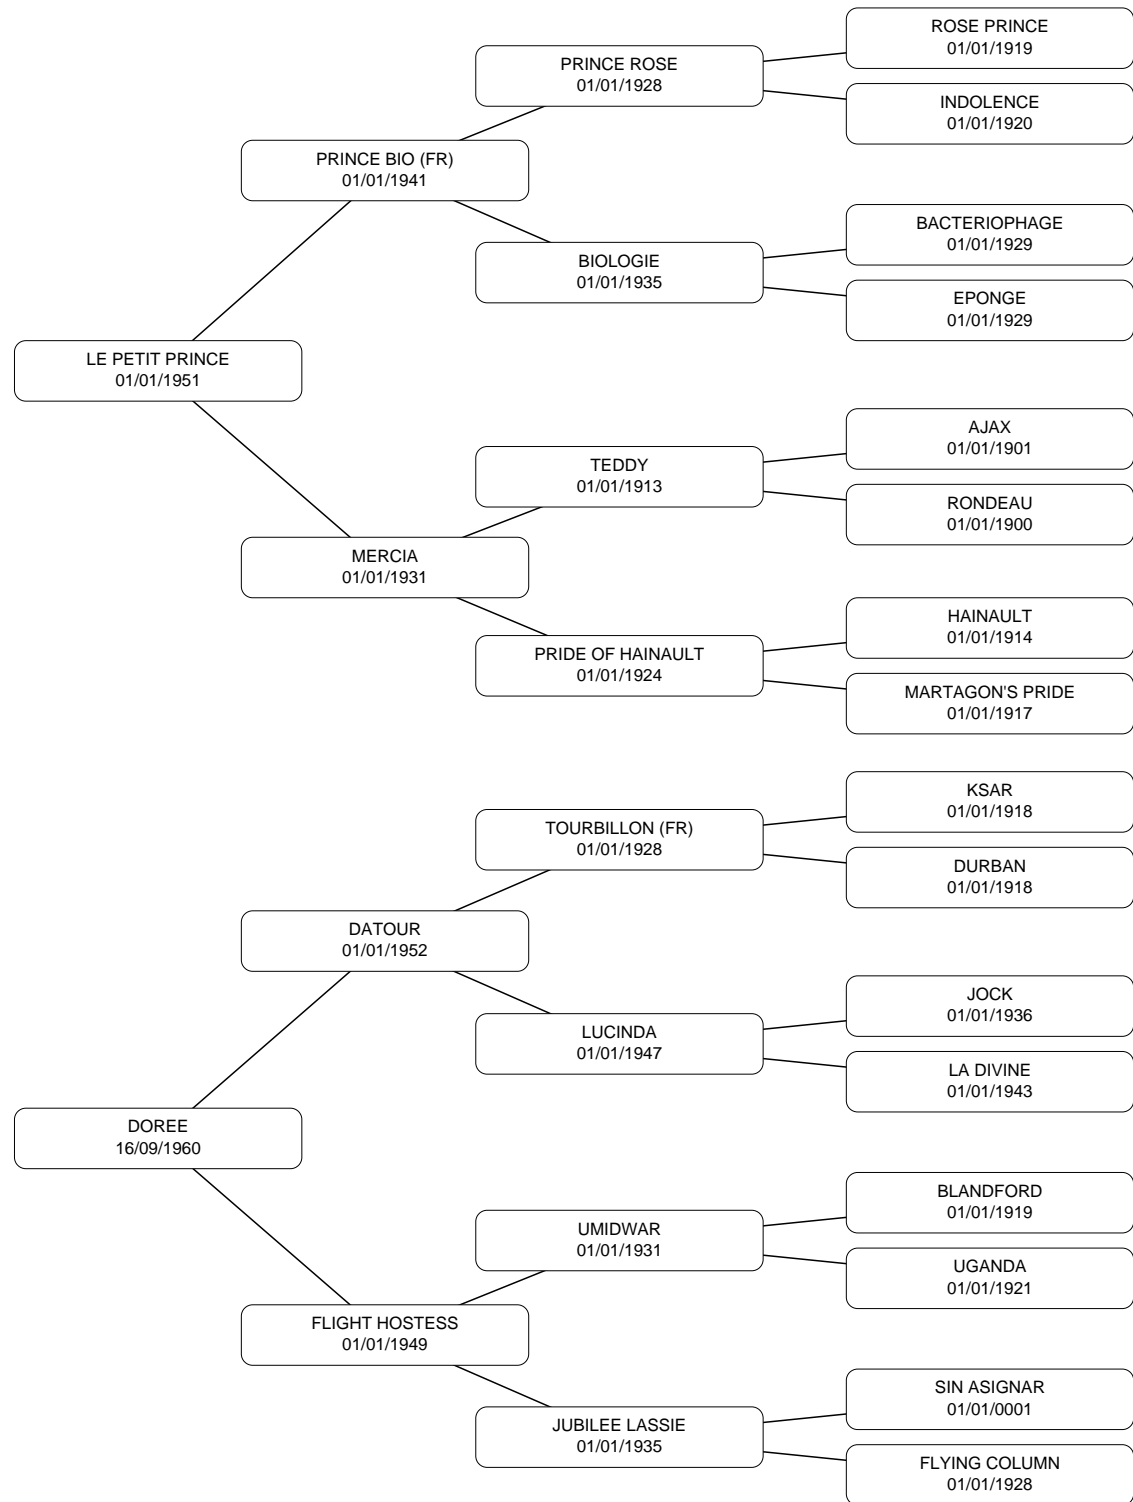 ROSE PRINCE
01/01/1919
PRINCE ROSE
01/01/1928
INDOLENCE
01/01/1920
PRINCE BIO (FR)
01/01/1941
BACTERIOPHAGE
01/01/1929
BIOLOGIE
01/01/1935
EPONGE
01/01/1929
LE PETIT PRINCE
01/01/1951
AJAX
01/01/1901
TEDDY
01/01/1913
RONDEAU
01/01/1900
MERCIA
01/01/1931
HAINAULT
01/01/1914
PRIDE OF HAINAULT
01/01/1924
MARTAGON'S PRIDE
01/01/1917
KSAR
01/01/1918
TOURBILLON (FR)
01/01/1928
DURBAN
01/01/1918
DATOUR
01/01/1952
JOCK
01/01/1936
LUCINDA
01/01/1947
LA DIVINE
01/01/1943
DOREE
16/09/1960
BLANDFORD
01/01/1919
UMIDWAR
01/01/1931
UGANDA
01/01/1921
FLIGHT HOSTESS
01/01/1949
SIN ASIGNAR
01/01/0001
JUBILEE LASSIE
01/01/1935
FLYING COLUMN
01/01/1928